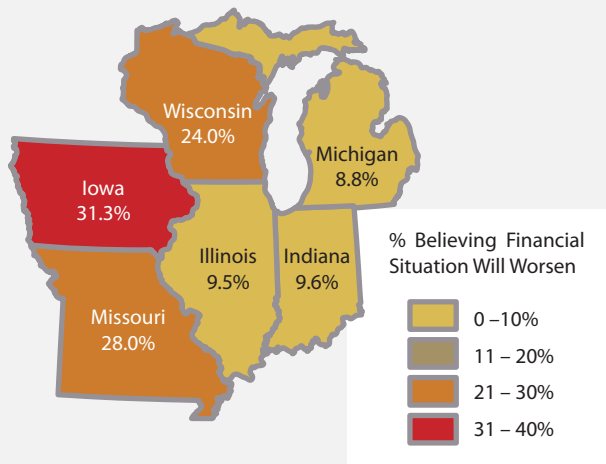 Wisconsin
24.0%
Michigan
8.8%
Iowa
31.3%
Illinois
9.5%
Indiana
9.6%
Missouri
28.0%
% Believing Financial
Situation Will Worsen
0 –10%
11 – 20%
21 – 30%
31 – 40%